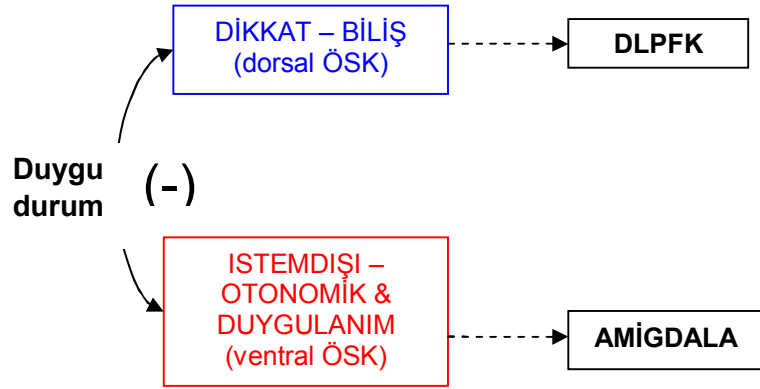 DİKKAT – BİLİŞ
(dorsal ÖSK)
DLPFK
Duygu
durum
(-)
ISTEMDIŞI –
OTONOMİK &
DUYGULANIM
(ventral ÖSK)
AMİGDALA